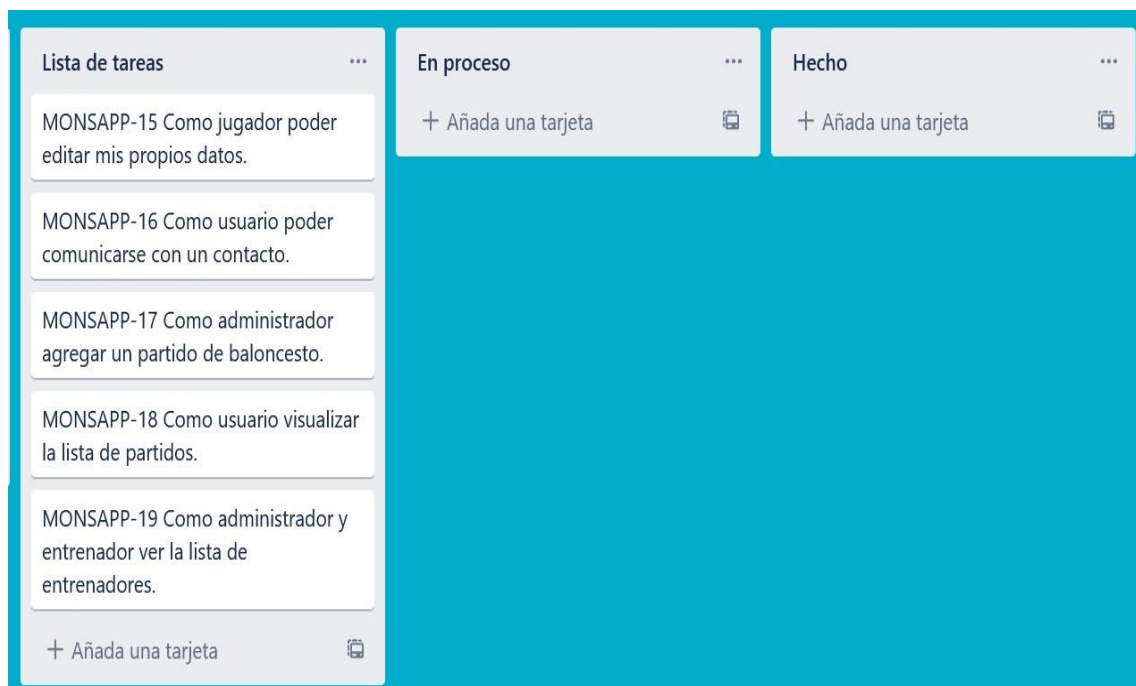 Lista de tareas
MONSAPP-15 Como jugador poder
editar mis propios datos.
MONSAPP-16 Como usuario poder
comunicarse con un contacto.
MONSAPP-17 Como administrador
agregar un partido de baloncesto.
MONSAPP-18 Como usuario visualizar
la lista de partidos.
MONSAPP-19 Como administrador y
entrenador ver la lista de
entrenadores.
+ Añada una tarjeta
En proceso
+ Añada una tarjeta
Hecho
+ Añada una tarjeta